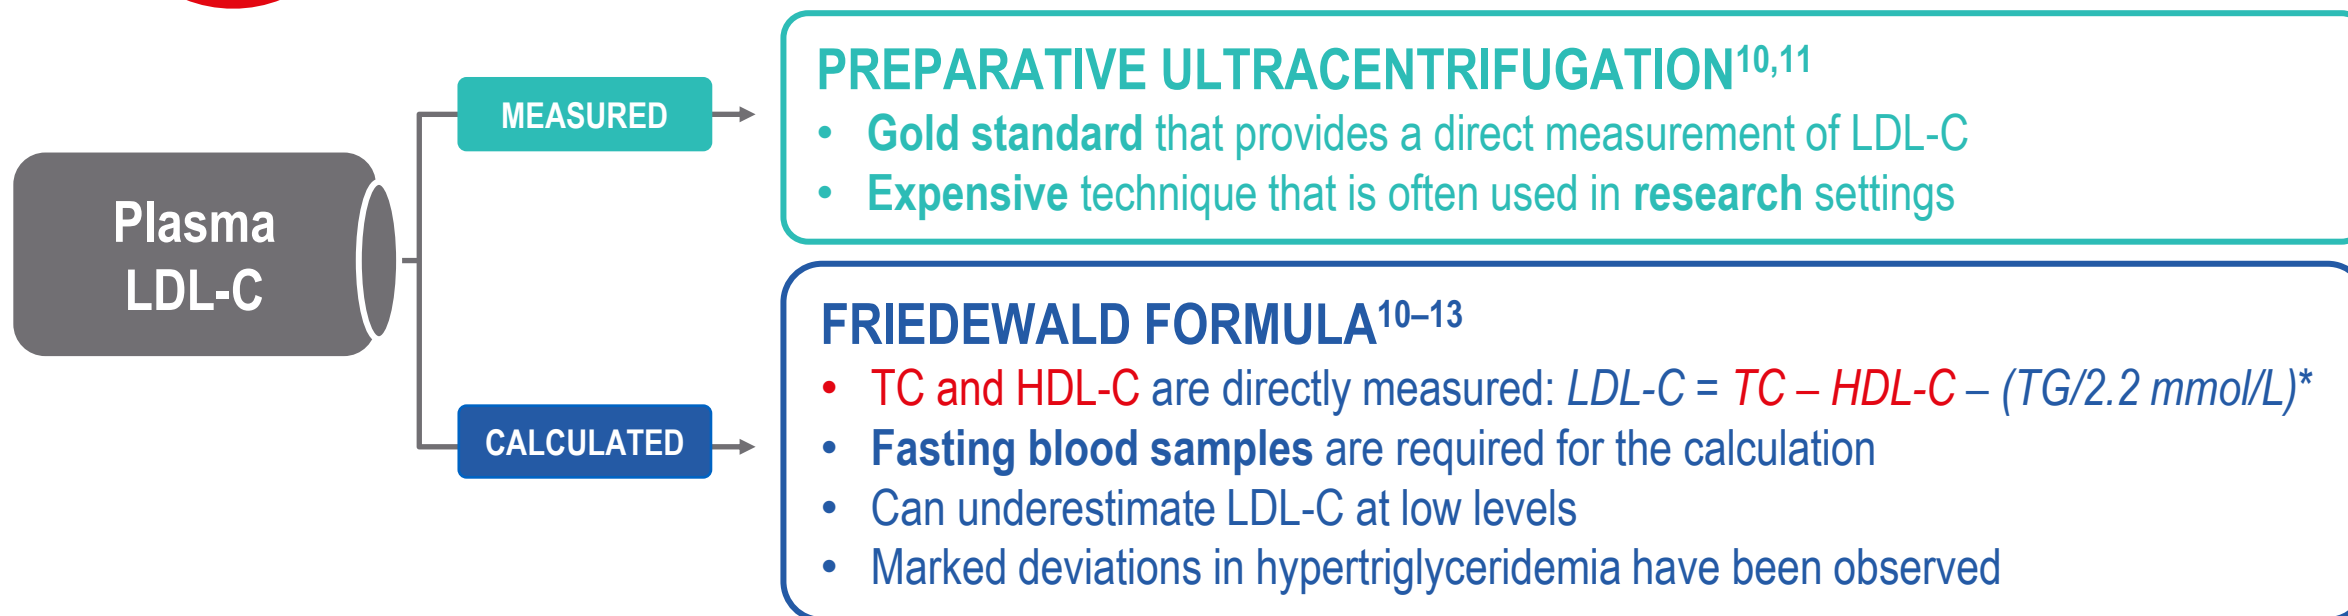 Plasma
LDL-C
MEASURED
PREPARATIVE ULTRACENTRIFUGATION10,11
• Gold standard that provides a direct measurement of LDL-C
• Expensive technique that is often used in research settings
CALCULATED
FRIEDEWALD FORMULA10–13
• TC and HDL-C are directly measured: LDL-C = TC – HDL-C – (TG/2.2 mmol/L)*
• Fasting blood samples are required for the calculation
• Can underestimate LDL-C at low levels
• Marked deviations in hypertriglyceridemia have been observed